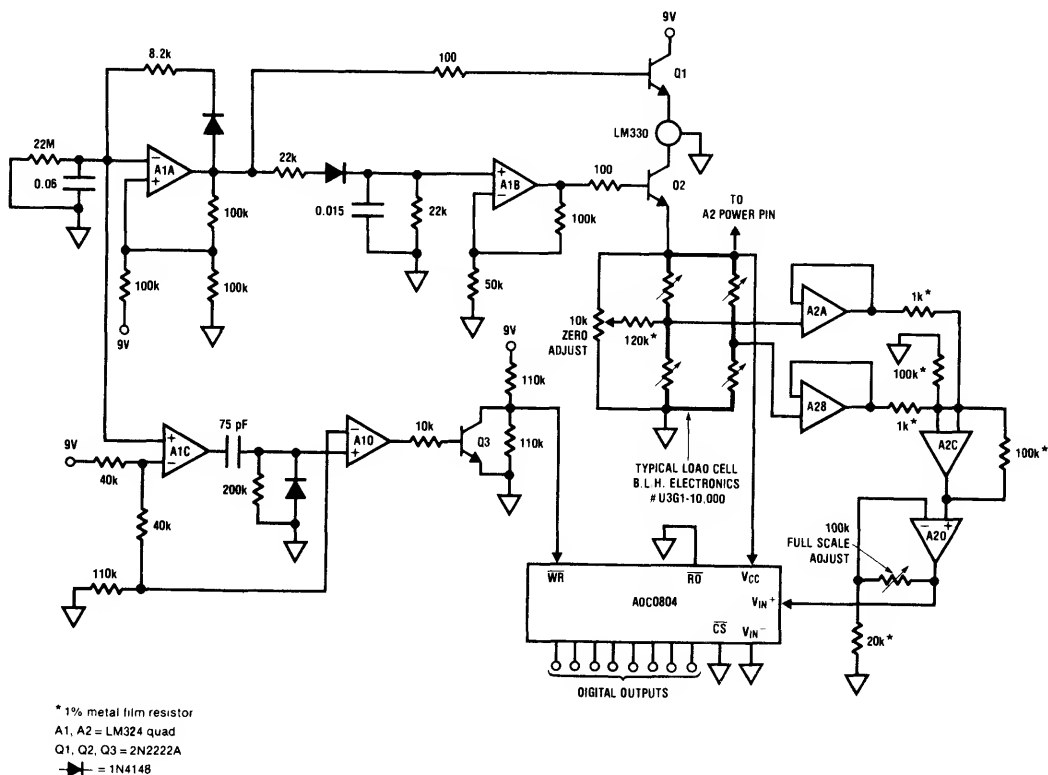 9V
8.2k
100
Q1
22M
A1A
LM330
0.06
22k
A1B
100
Q2
100k
0.015
22k
100k
TO
A2 POWER PIN
100k
100k
50k
9V
10k
ZERO
ADJUST
120k*
A2A
1k*
100k*
9V
110k
75 pF
A1C
A1D
10k
Q3
110k
A2B
1k*
A2C
100k*
9V
40k
200k
TYPICAL LOAD CELL
B.L.H. ELECTRONICS
# U3G1-10,000
40k
110k
100k
FULL SCALE
ADJUST
A2D
WR
RD
VCC
ADC0804
VIN+
CS
VIN−
20k*
DIGITAL OUTPUTS
* 1% metal film resistor
A1, A2 = LM324 quad
Q1, Q2, Q3 = 2N2222A
= 1N4148